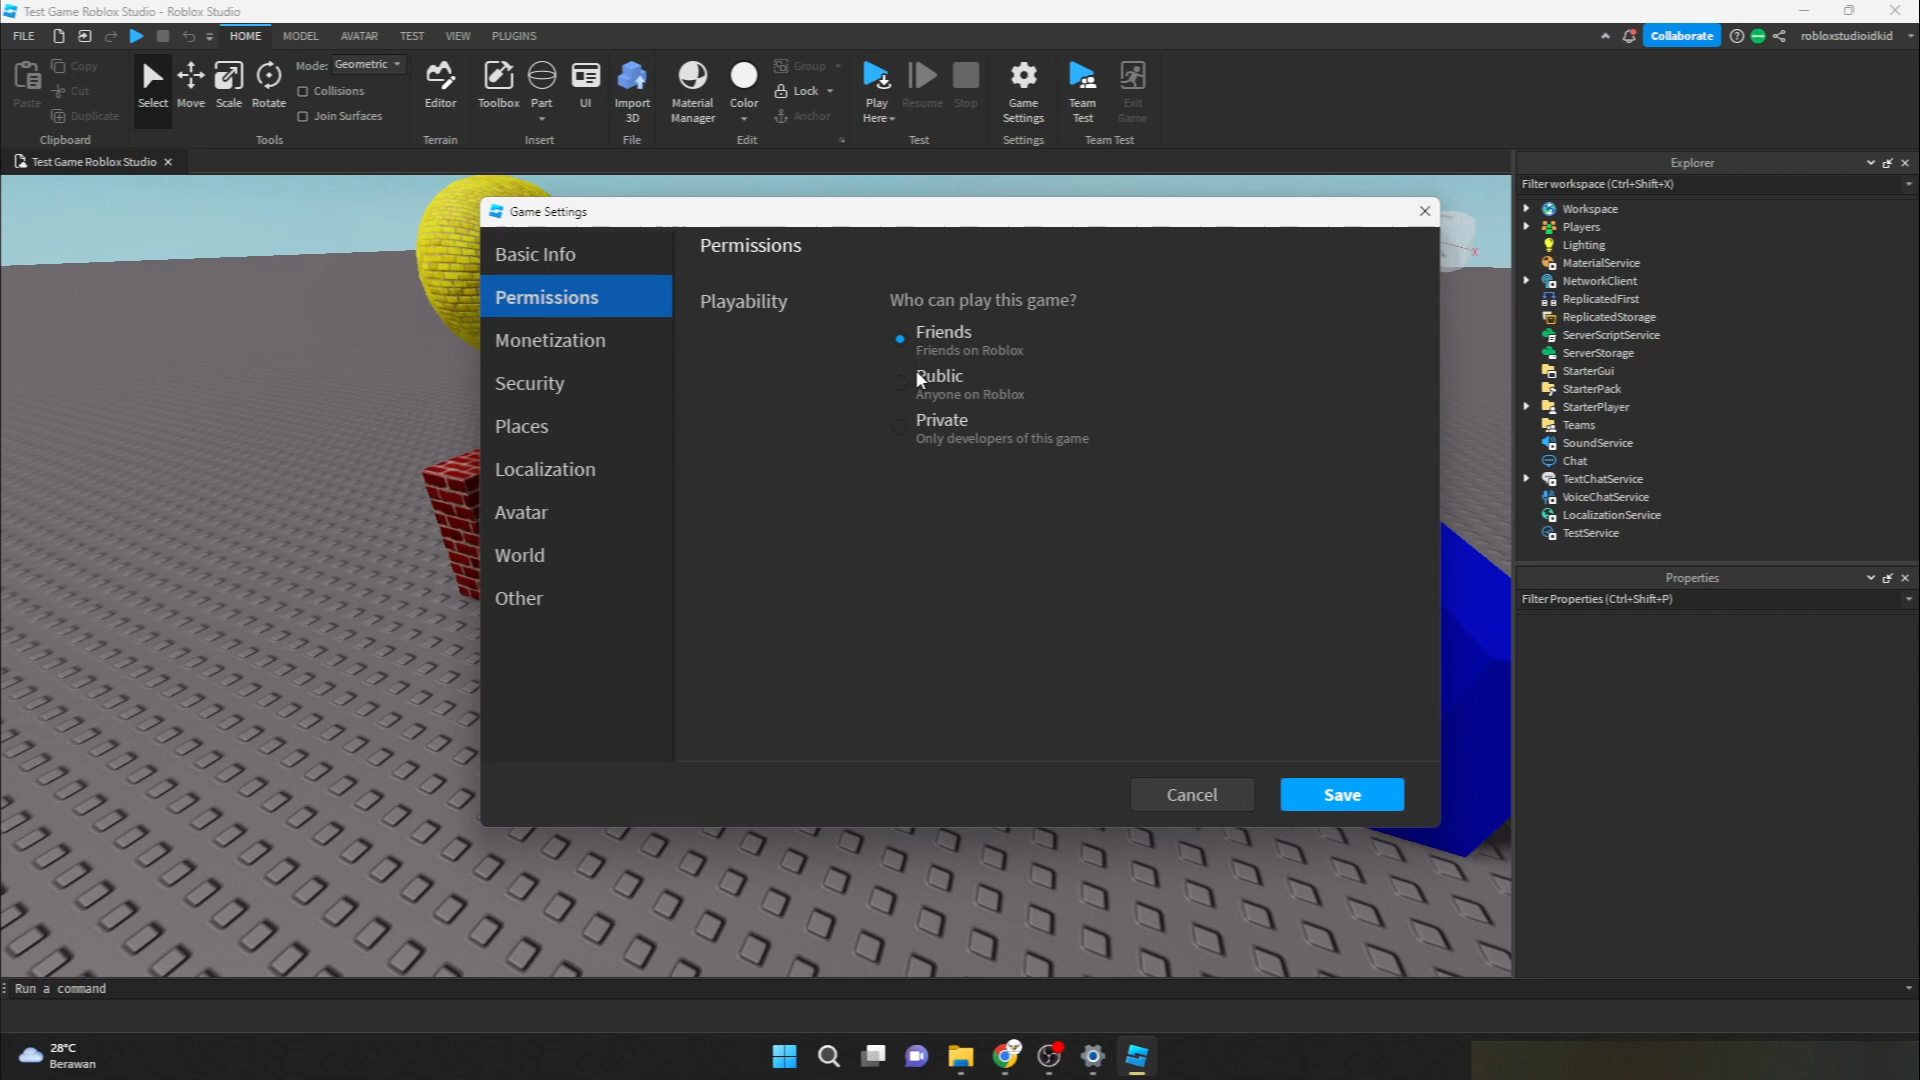 Test Game Roblox Studio - Roblox Studio
FILE
HOME
MODEL
AVATAR
TEST
VIEW
PLUGINS
Collaborate
robloxstudioidkid
Paste
Copy
Cut
Duplicate
Clipboard
Select
Move
Scale
Rotate
Mode: Geometric
Collisions
Join Surfaces
Tools
Editor
Terrain
Toolbox
Part
UI
Insert
Import
3D
File
Material
Manager
Color
Group
Lock
Anchor
Edit
Play
Here
Resume
Stop
Test
Game
Settings
Settings
Team
Test
Exit
Game
Team Test
Test Game Roblox Studio
Game Settings
Basic Info
Permissions
Monetization
Security
Places
Localization
Avatar
World
Other
Permissions
Playability
Who can play this game?
Friends
Friends on Roblox
Public
Anyone on Roblox
Private
Only developers of this game
Cancel
Save
X
Explorer
Filter workspace (Ctrl+Shift+X)
Workspace
Players
Lighting
MaterialService
NetworkClient
ReplicatedFirst
ReplicatedStorage
ServerScriptService
ServerStorage
StarterGui
StarterPack
StarterPlayer
Teams
SoundService
Chat
TextChatService
VoiceChatService
LocalizationService
TestService
Properties
Filter Properties (Ctrl+Shift+P)
Run a command
28°C
Berawan